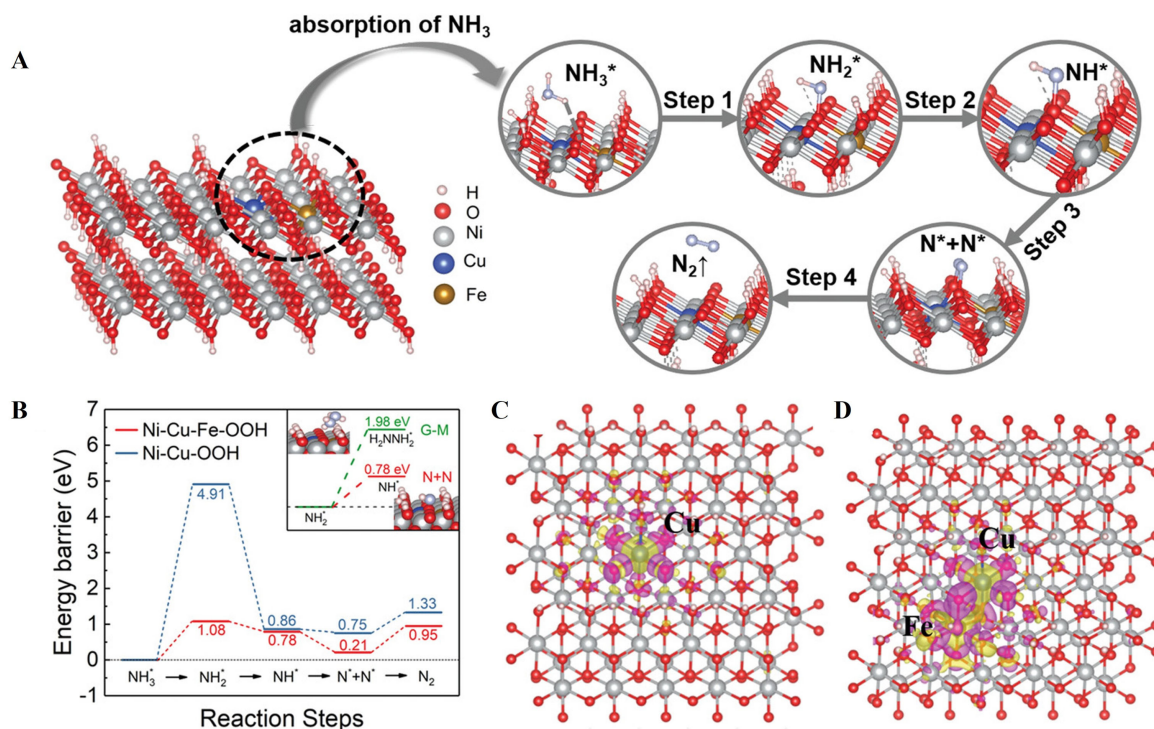 A
absorption of NH₃
NH₃*
Step 1
NH₂*
Step 2
NH*
Step 3
N*+N*
Step 4
N₂↑
H
O
Ni
Cu
Fe
B
Energy barrier (eV)
7
6
5
4
3
2
1
0
-1
Ni-Cu-Fe-OOH
Ni-Cu-OOH
4.91
1.08
0.86
0.78
0.75
0.21
1.33
0.95
1.98 eV
G-M
H₂NNH₂*
0.78 eV
N+N
NH*
NH₂
NH₃* → NH₂* → NH* → N*+N* → N₂
Reaction Steps
C
Cu
D
Cu
Fe